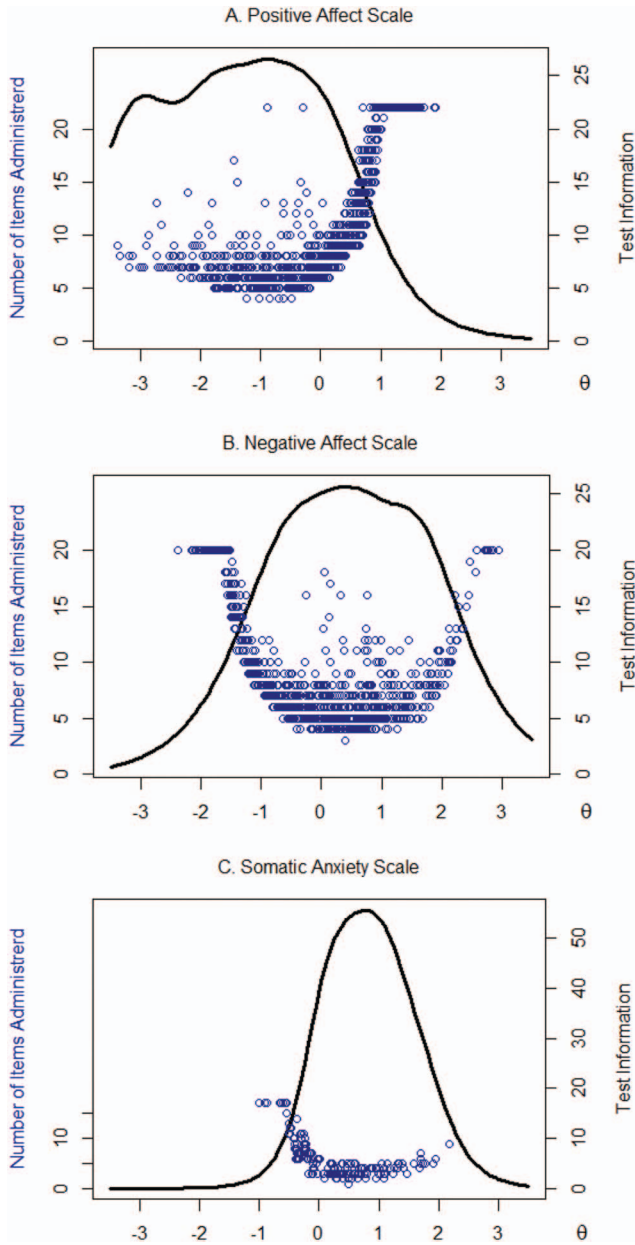 A. Positive Affect Scale
Number of Items Administrerd
20
15
10
5
0
25
20
15
10
5
0
Test Information
-3 -2 -1 0 1 2 3 θ
B. Negative Affect Scale
Number of Items Administrerd
20
15
10
5
0
25
20
15
10
5
0
Test Information
-3 -2 -1 0 1 2 3 θ
C. Somatic Anxiety Scale
Number of Items Administrerd
10
0
50
40
30
20
10
0
Test Information
-3 -2 -1 0 1 2 3 θ